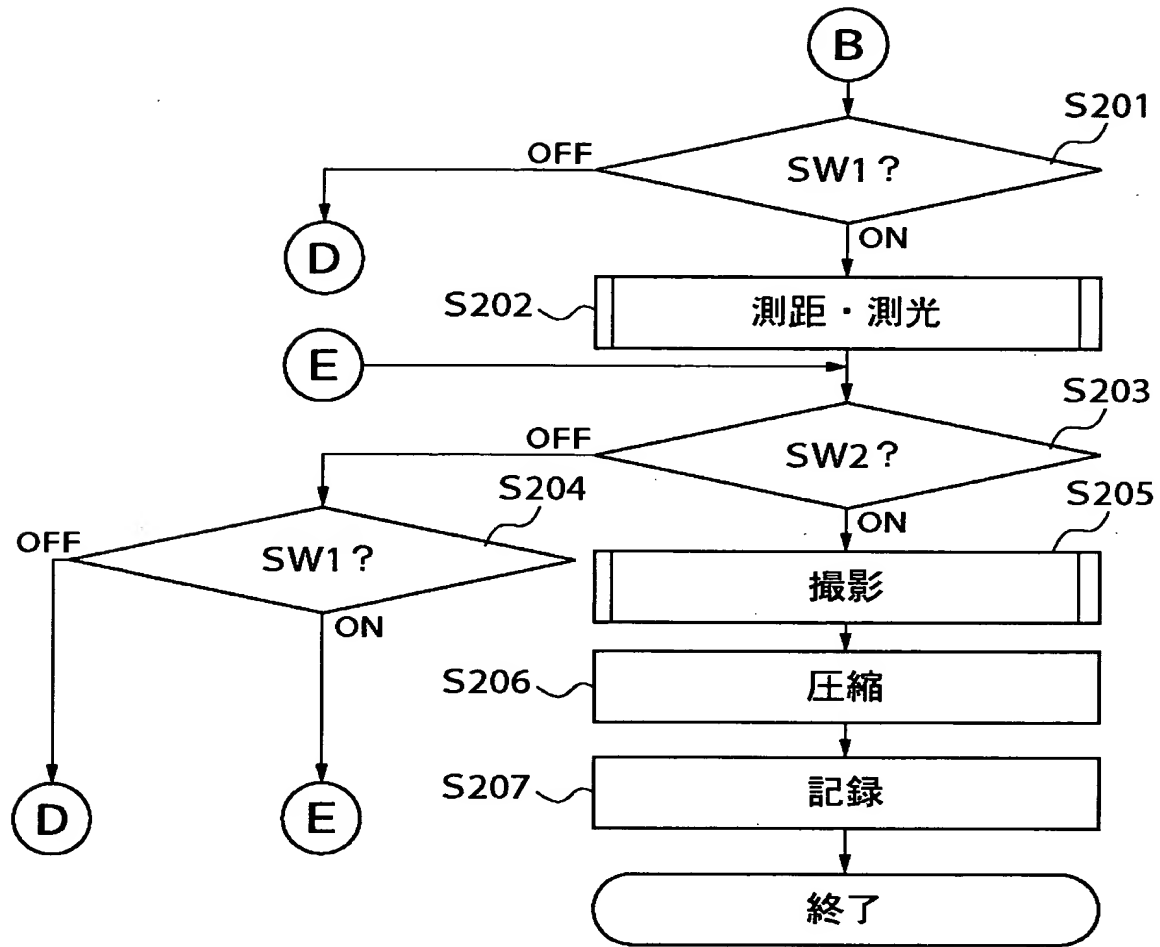 B
S201
OFF
SW1?
D
ON
S202
測距・測光
E
S203
OFF
SW2?
S204
S205
OFF
SW1?
ON
撮影
ON
S206
圧縮
S207
記録
D
E
終了